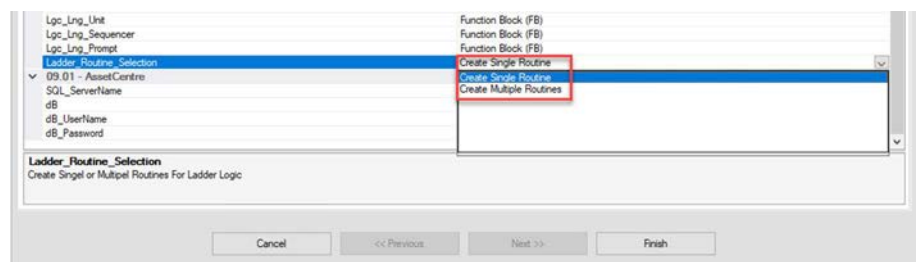 Lgc_Lng_Unit Function Block (FB)
Lgc_Lng_Sequencer Function Block (FB)
Lgc_Lng_Prompt Function Block (FB)
Ladder_Routine_Selection Create Single Routine
09.01 - AssetCentre Create Single Routine
SQL_ServerName Create Multiple Routines
dB
dB_UserName
dB_Password
Ladder_Routine_Selection
Create Singel or Multipel Routines For Ladder Logic
Cancel << Previous Next >> Finish